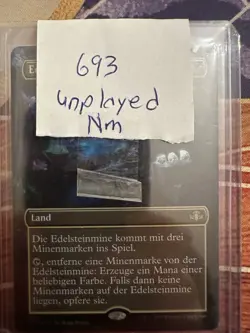 693
unplayed
Nm
Land
Die Edelsteinmine kommt mit drei
Minenmarken ins Spiel.
, entferne eine Minenmarke von der
Edelsteinmine: Erzeuge ein Mana einer
beliebigen Farbe. Falls dann keine
Minenmarken auf der Edelsteinmine
liegen, opfere sie.